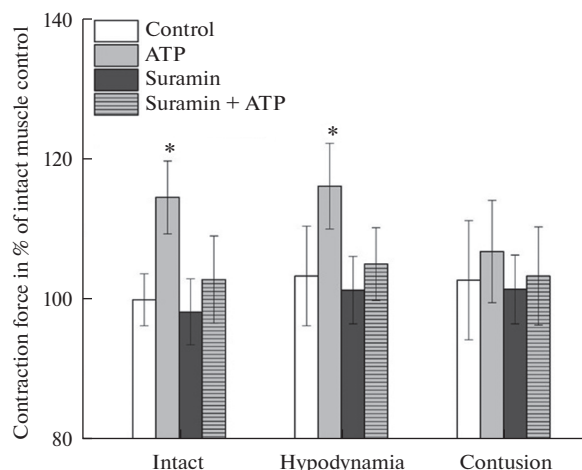 Contraction force in % of intact muscle control
140
120
100
80
Control
ATP
Suramin
Suramin + ATP
*
*
Intact
Hypodynamia
Contusion